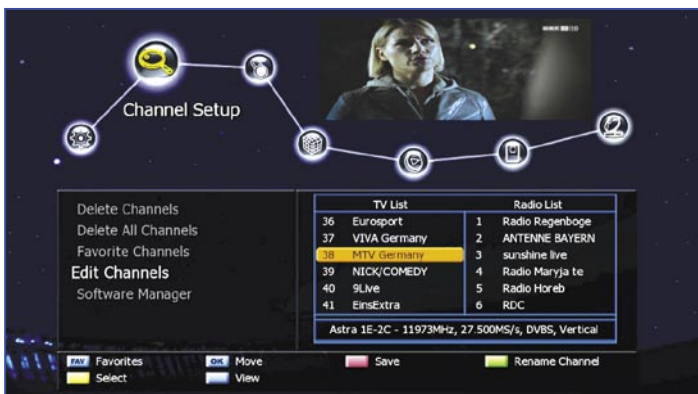 Channel Setup
Delete Channels
Delete All Channels
Favorite Channels
Edit Channels
Software Manager
TV List
36 Eurosport
37 VIVA Germany
38 MTV Germany
39 NICK/COMEDY
40 9Live
41 EinsExtra
Radio List
1 Radio Regenboge
2 ANTENNE BAYERN
3 sunshine live
4 Radio Maryja te
5 Radio Horeb
6 RDC
Astra 1E-2C - 11973MHz, 27.500MS/s, DVBS, Vertical
FAV Favorites
OK Move
Save
Rename Channel
Select
View